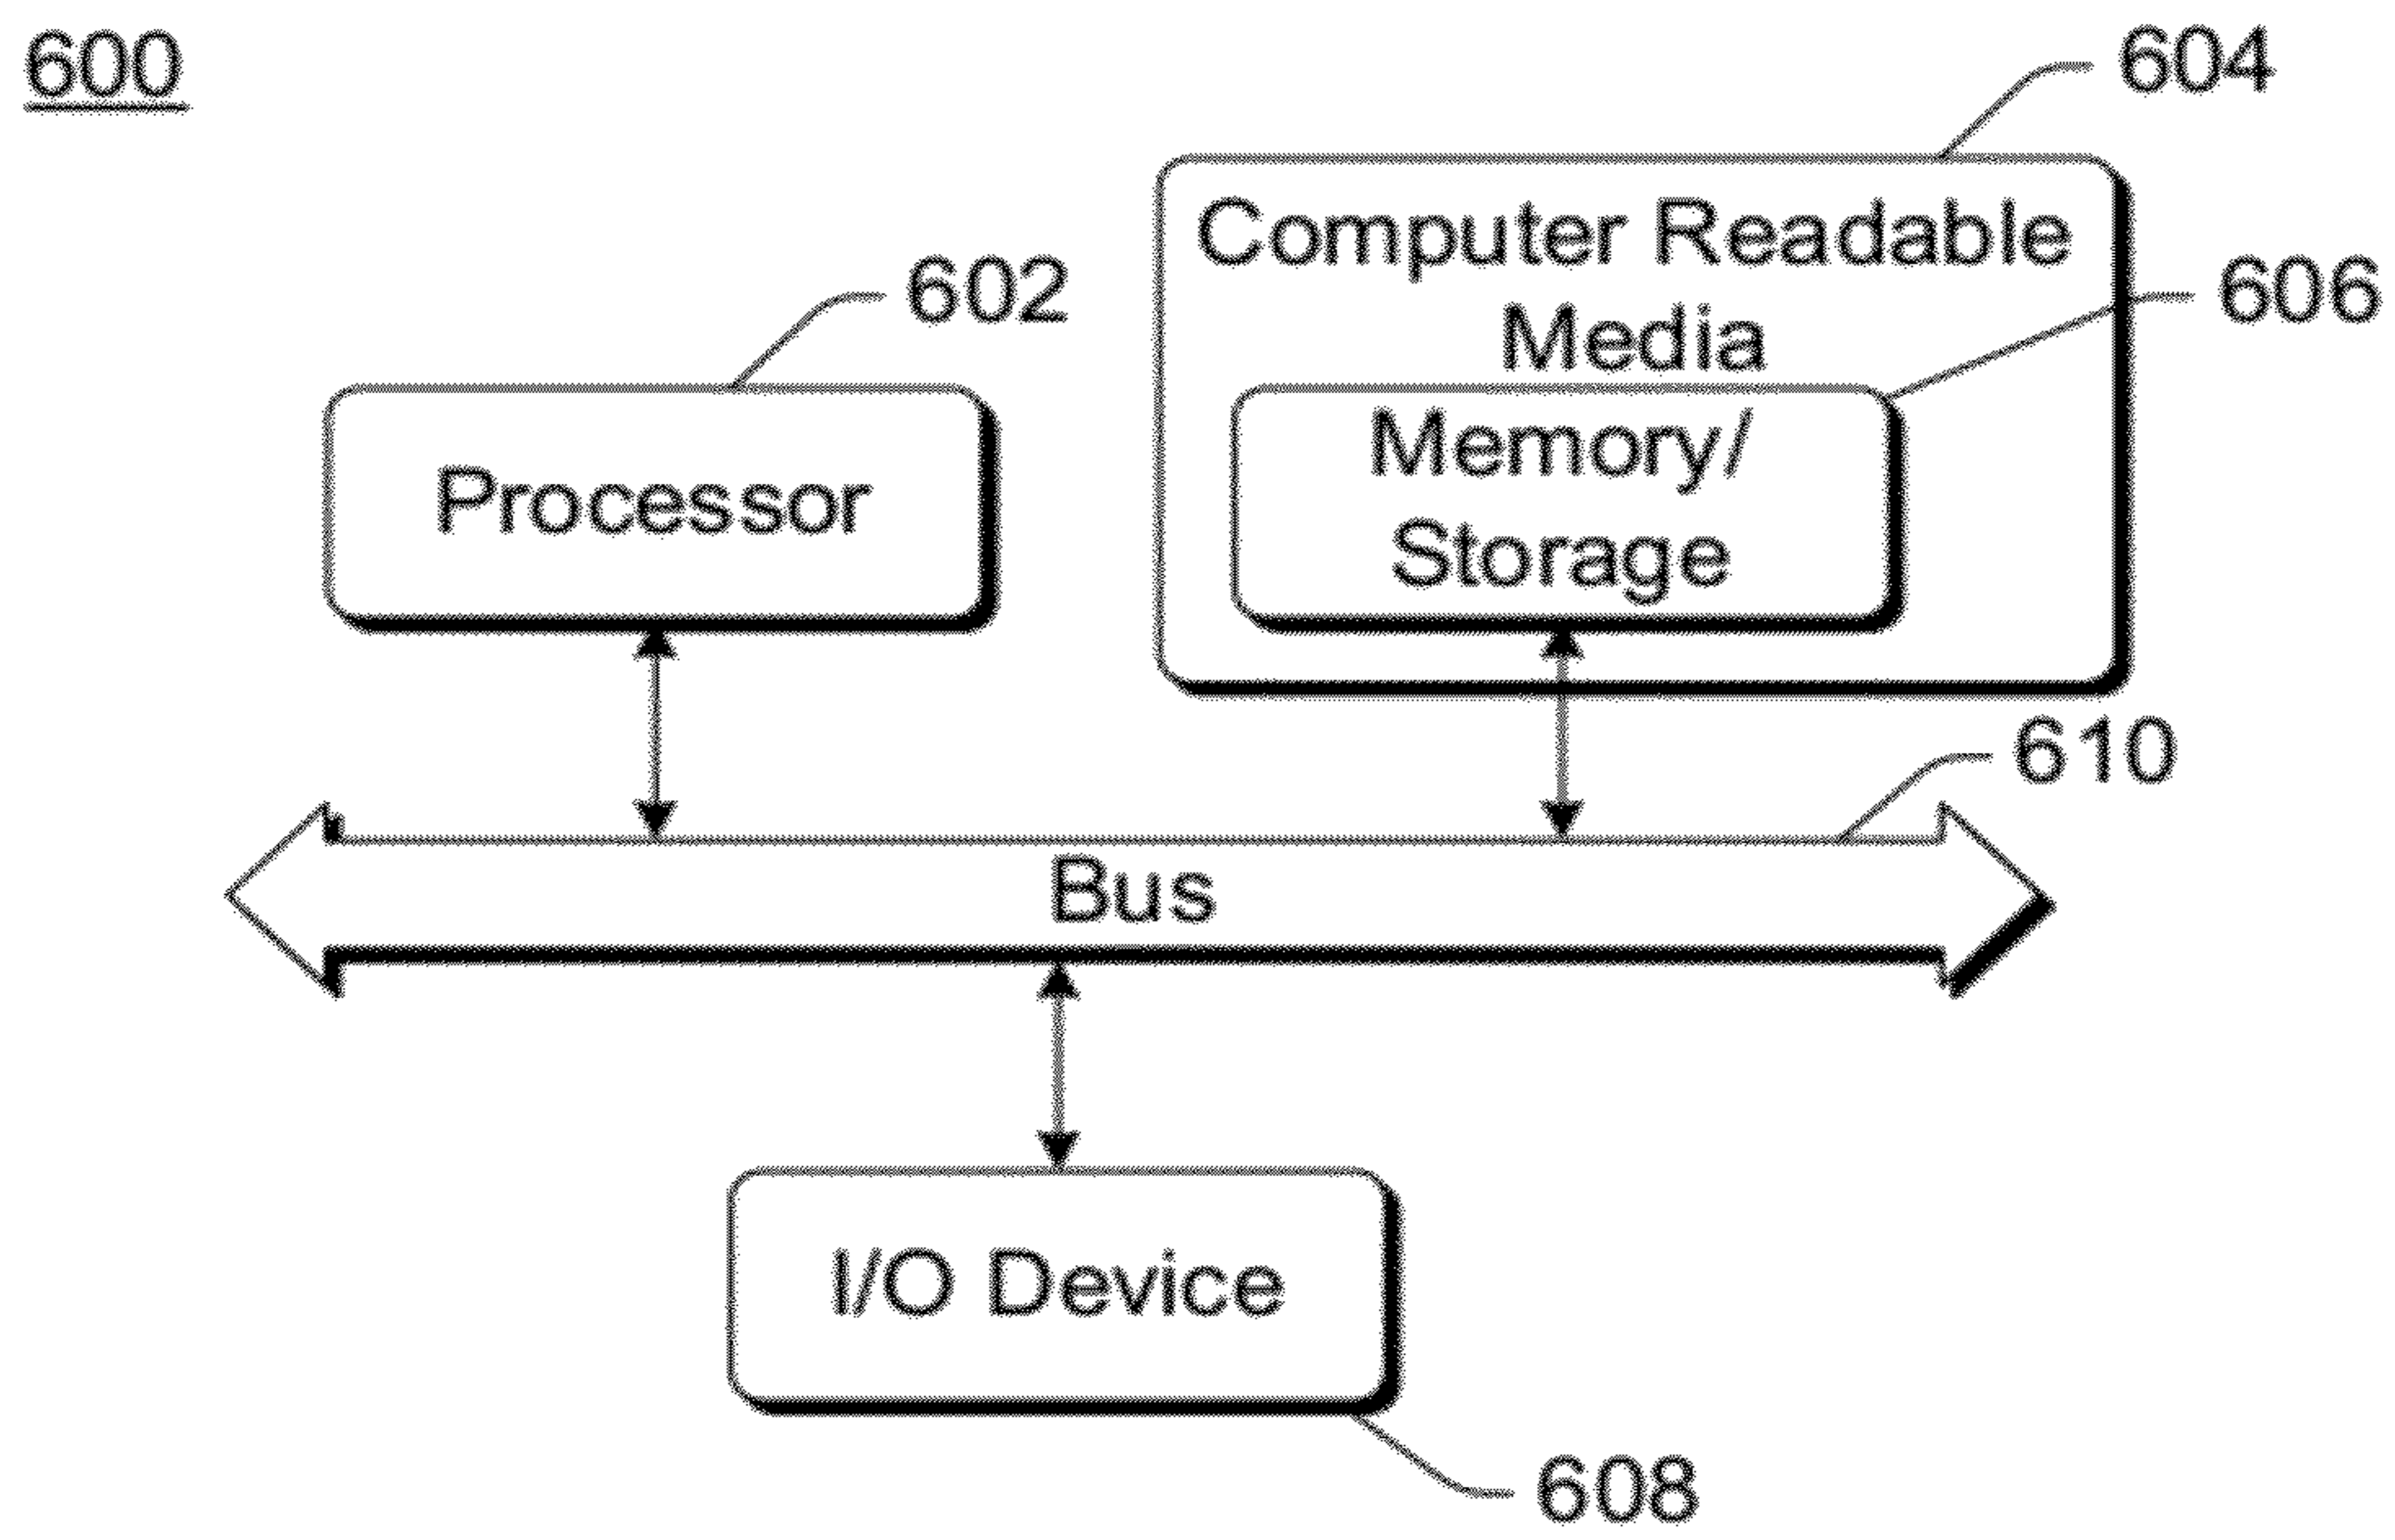 600
604
Computer Readable
Media
602
606
Processor
Memory/
Storage
610
Bus
I/O Device
608